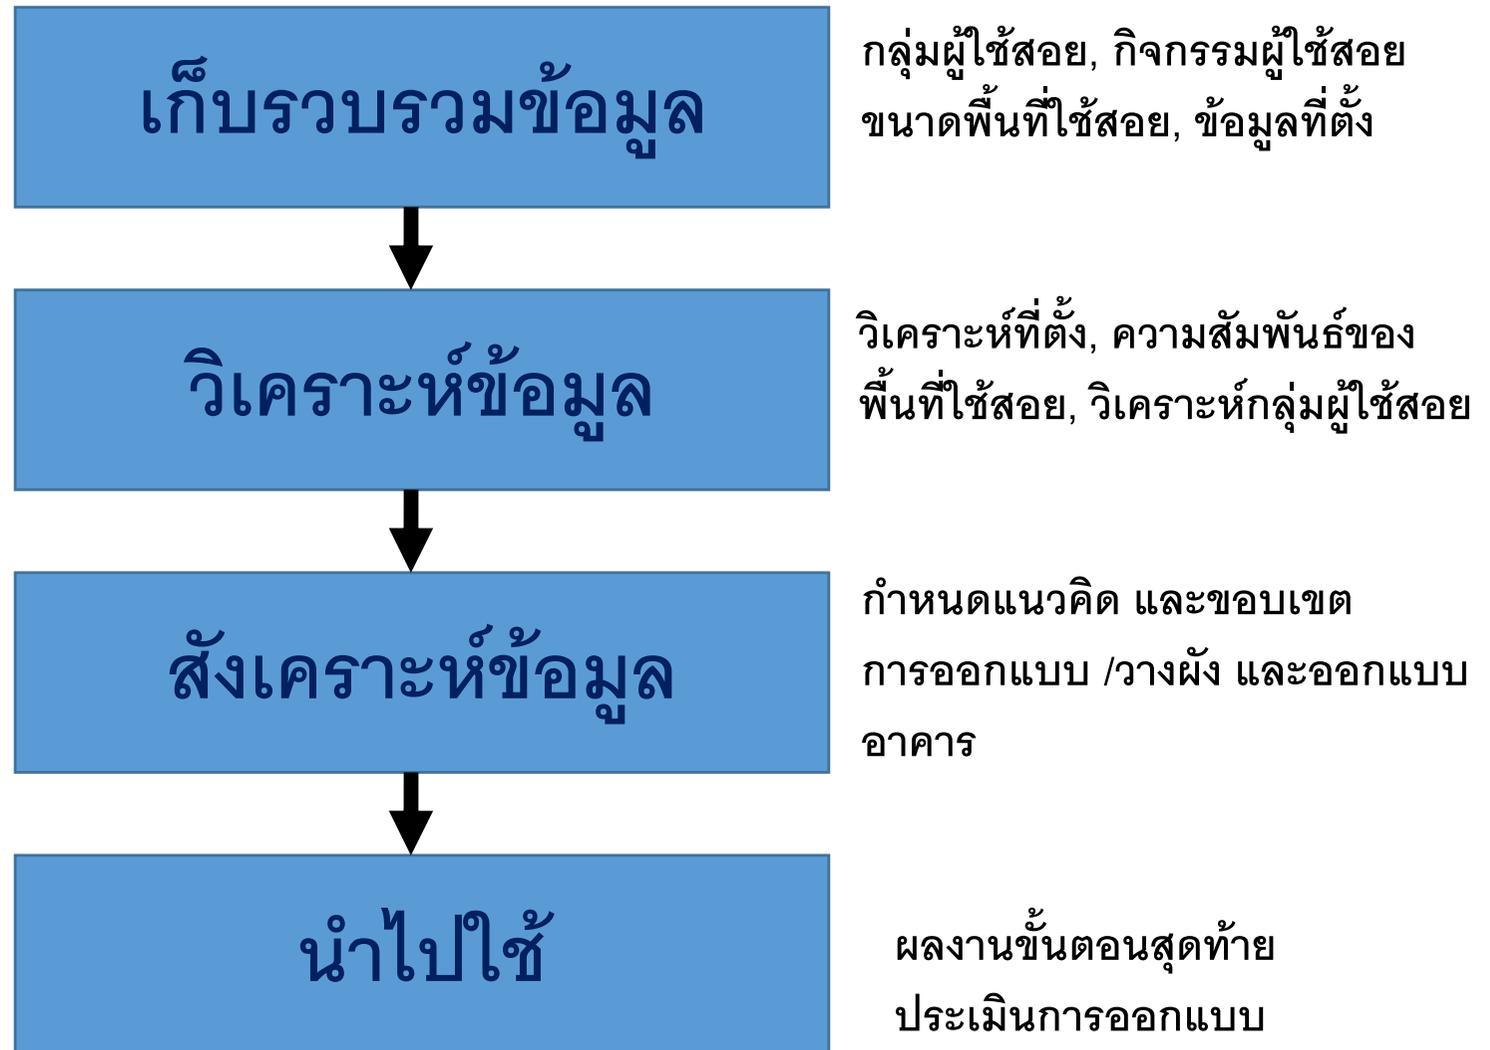 เก็บรวบรวมข้อมูล
กลุ่มผู้ใช้สอย, กิจกรรมผู้ใช้สอย
ขนาดพื้นที่ใช้สอย, ข้อมูลที่ตั้ง
วิเคราะห์ข้อมูล
วิเคราะห์ที่ตั้ง, ความสัมพันธ์ของ
พื้นที่ใช้สอย, วิเคราะห์กลุ่มผู้ใช้สอย
สังเคราะห์ข้อมูล
กำหนดแนวคิด และขอบเขต
การออกแบบ /วางผัง และออกแบบ
อาคาร
นำไปใช้
ผลงานขั้นตอนสุดท้าย
ประเมินการออกแบบ